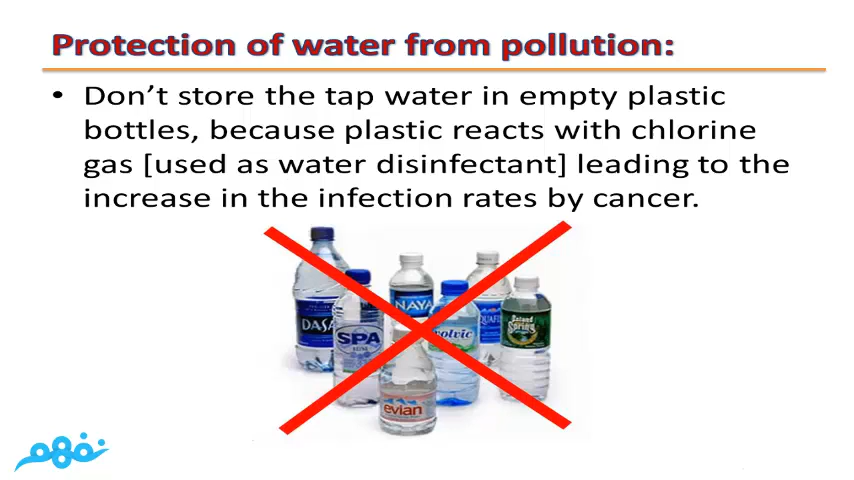 Protection of water from pollution:
• Don't store the tap water in empty plastic
bottles, because plastic reacts with chlorine
gas [used as water disinfectant] leading to the
increase in the infection rates by cancer.
DASA
NAYA
SPA
volvic
QUAFI
Poland
Spring
evian
نفهم